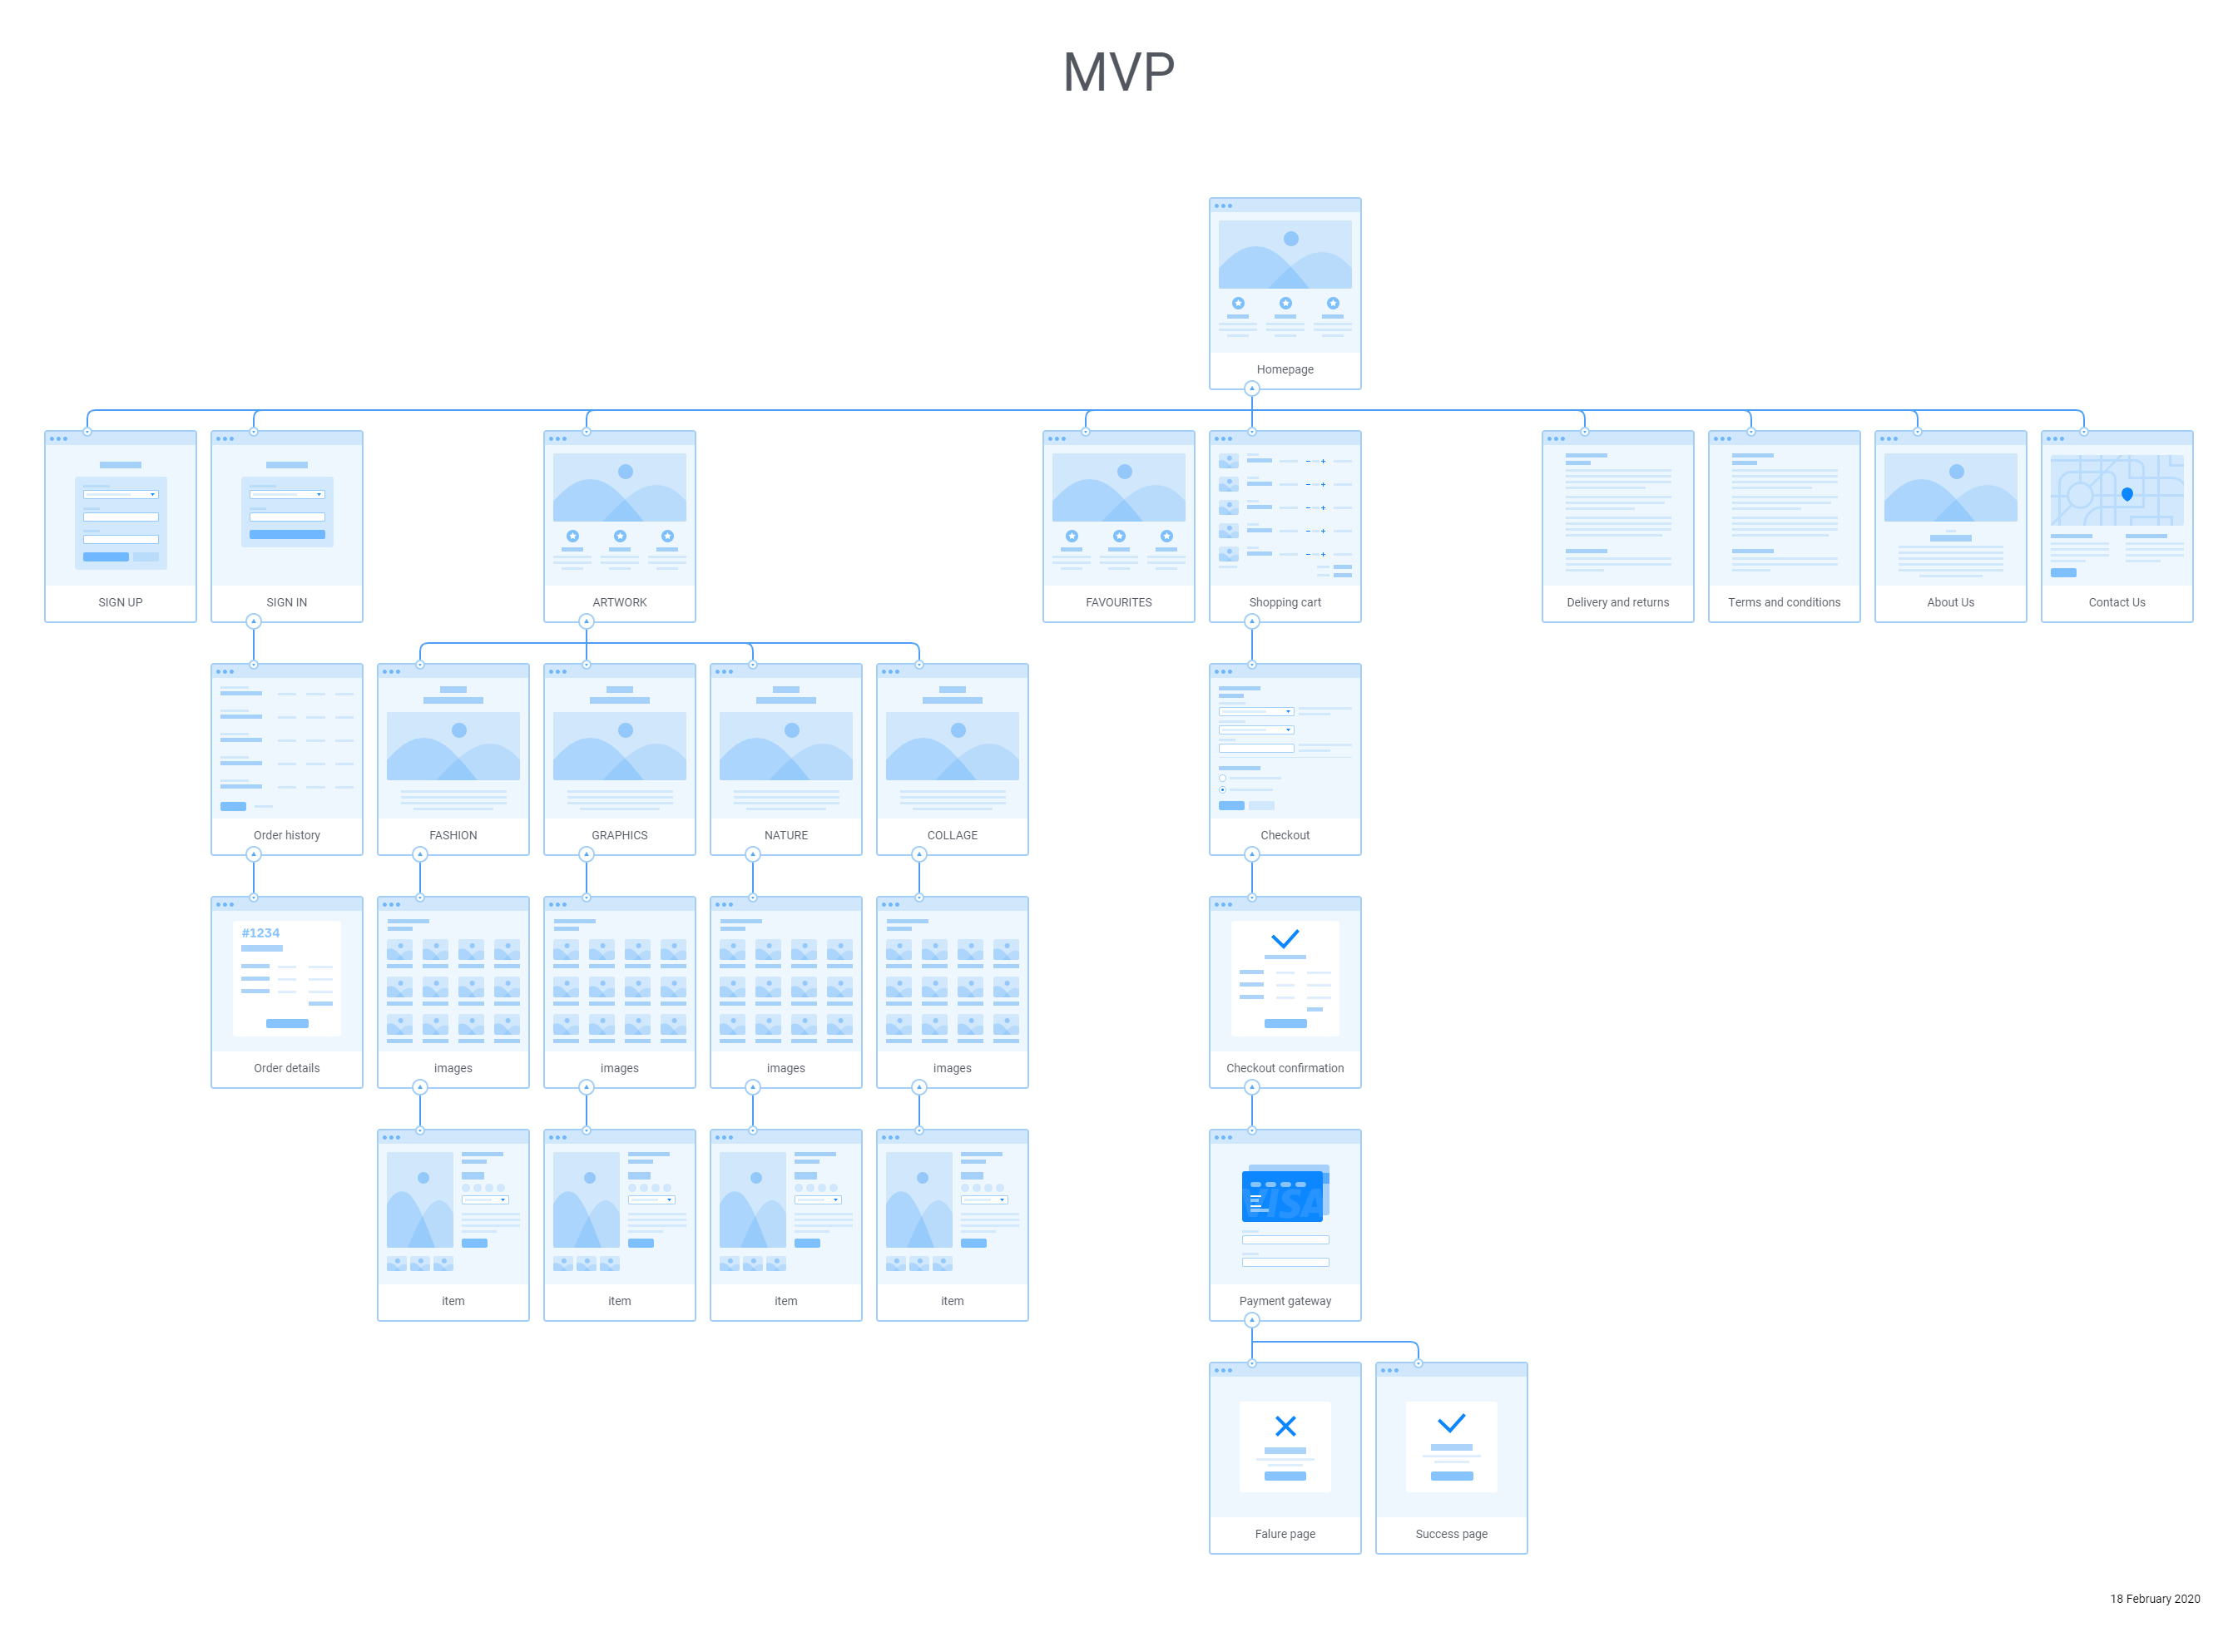 MVP
Homepage
SIGN UP
SIGN IN
ARTWORK
FAVOURITES
Shopping cart
Delivery and returns
Terms and conditions
About Us
Contact Us
Order history
FASHION
GRAPHICS
NATURE
COLLAGE
Checkout
#1234
Order details
images
images
images
images
Checkout confirmation
item
item
item
item
VISA
Payment gateway
Falure page
Success page
18 February 2020